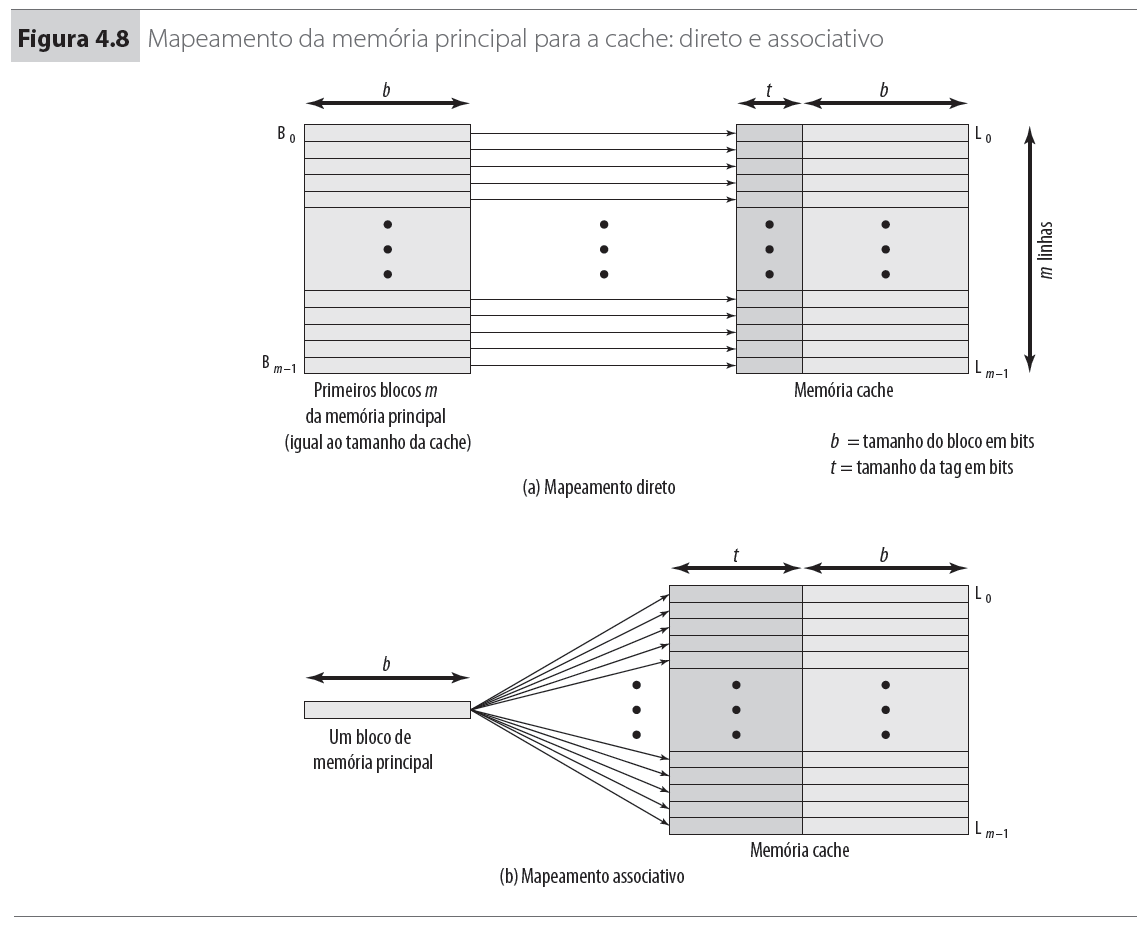 Figura 4.8 Mapeamento da memória principal para a cache: direto e associativo
b
t
b
B 0
L 0
m linhas
B m–1
L m–1
Primeiros blocos m
da memória principal
(igual ao tamanho da cache)
Memória cache
b = tamanho do bloco em bits
t = tamanho da tag em bits
(a) Mapeamento direto
t
b
L 0
b
Um bloco de
memória principal
L m–1
Memória cache
(b) Mapeamento associativo